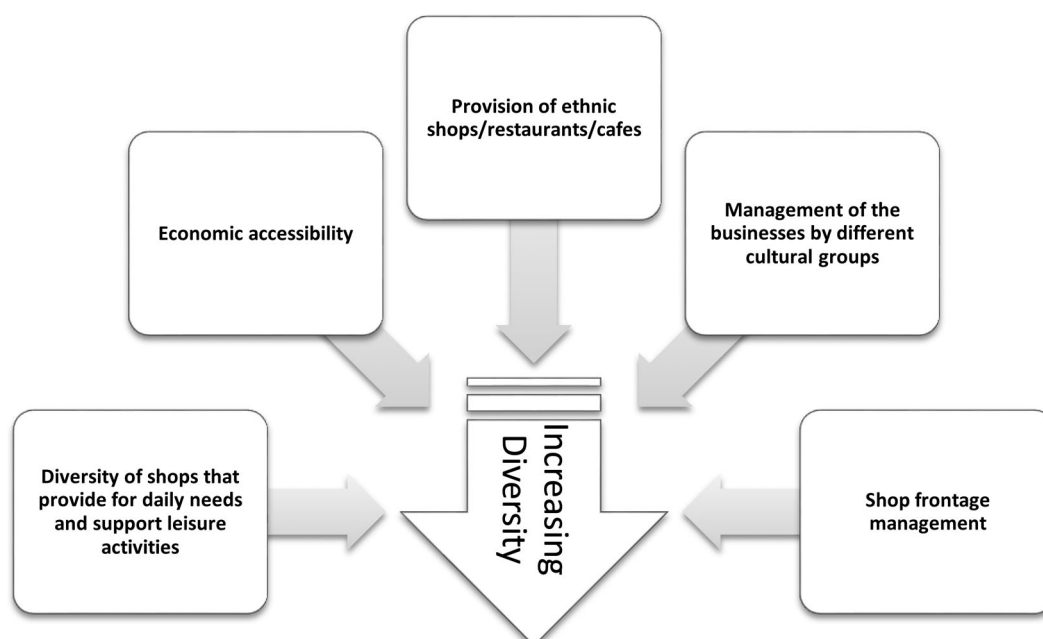 Provision of ethnic
shops/restaurants/cafes
Economic accessibility
Management of the
businesses by different
cultural groups
Diversity of shops that
provide for daily needs
and support leisure
activities
Increasing
Diversity
Shop frontage
management